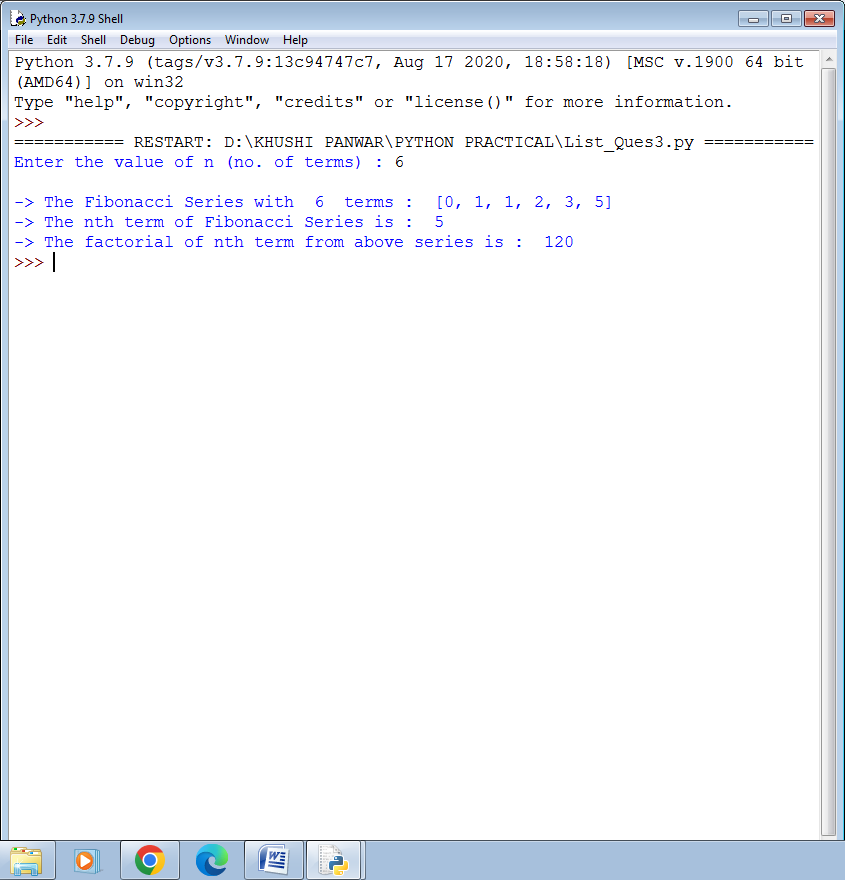 Python 3.7.9 Shell
File Edit Shell Debug Options Window Help
Python 3.7.9 (tags/v3.7.9:13c94747c7, Aug 17 2020, 18:58:18) [MSC v.1900 64 bit
(AMD64)] on win32
Type "help", "copyright", "credits" or "license()" for more information.
>>>
=========== RESTART: D:\KHUSHI PANWAR\PYTHON PRACTICAL\List_Ques3.py ===========
Enter the value of n (no. of terms) : 6
-> The Fibonacci Series with  6  terms :  [0, 1, 1, 2, 3, 5]
-> The nth term of Fibonacci Series is :  5
-> The factorial of nth term from above series is :  120
>>>